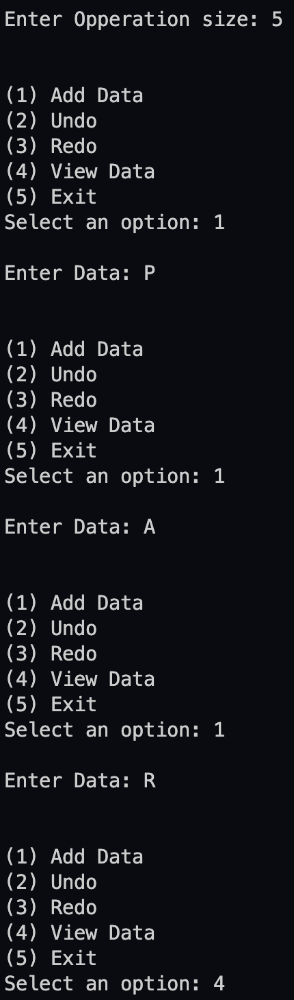 Enter Opperation size: 5
(1) Add Data
(2) Undo
(3) Redo
(4) View Data
(5) Exit
Select an option: 1
Enter Data: P
(1) Add Data
(2) Undo
(3) Redo
(4) View Data
(5) Exit
Select an option: 1
Enter Data: A
(1) Add Data
(2) Undo
(3) Redo
(4) View Data
(5) Exit
Select an option: 1
Enter Data: R
(1) Add Data
(2) Undo
(3) Redo
(4) View Data
(5) Exit
Select an option: 4